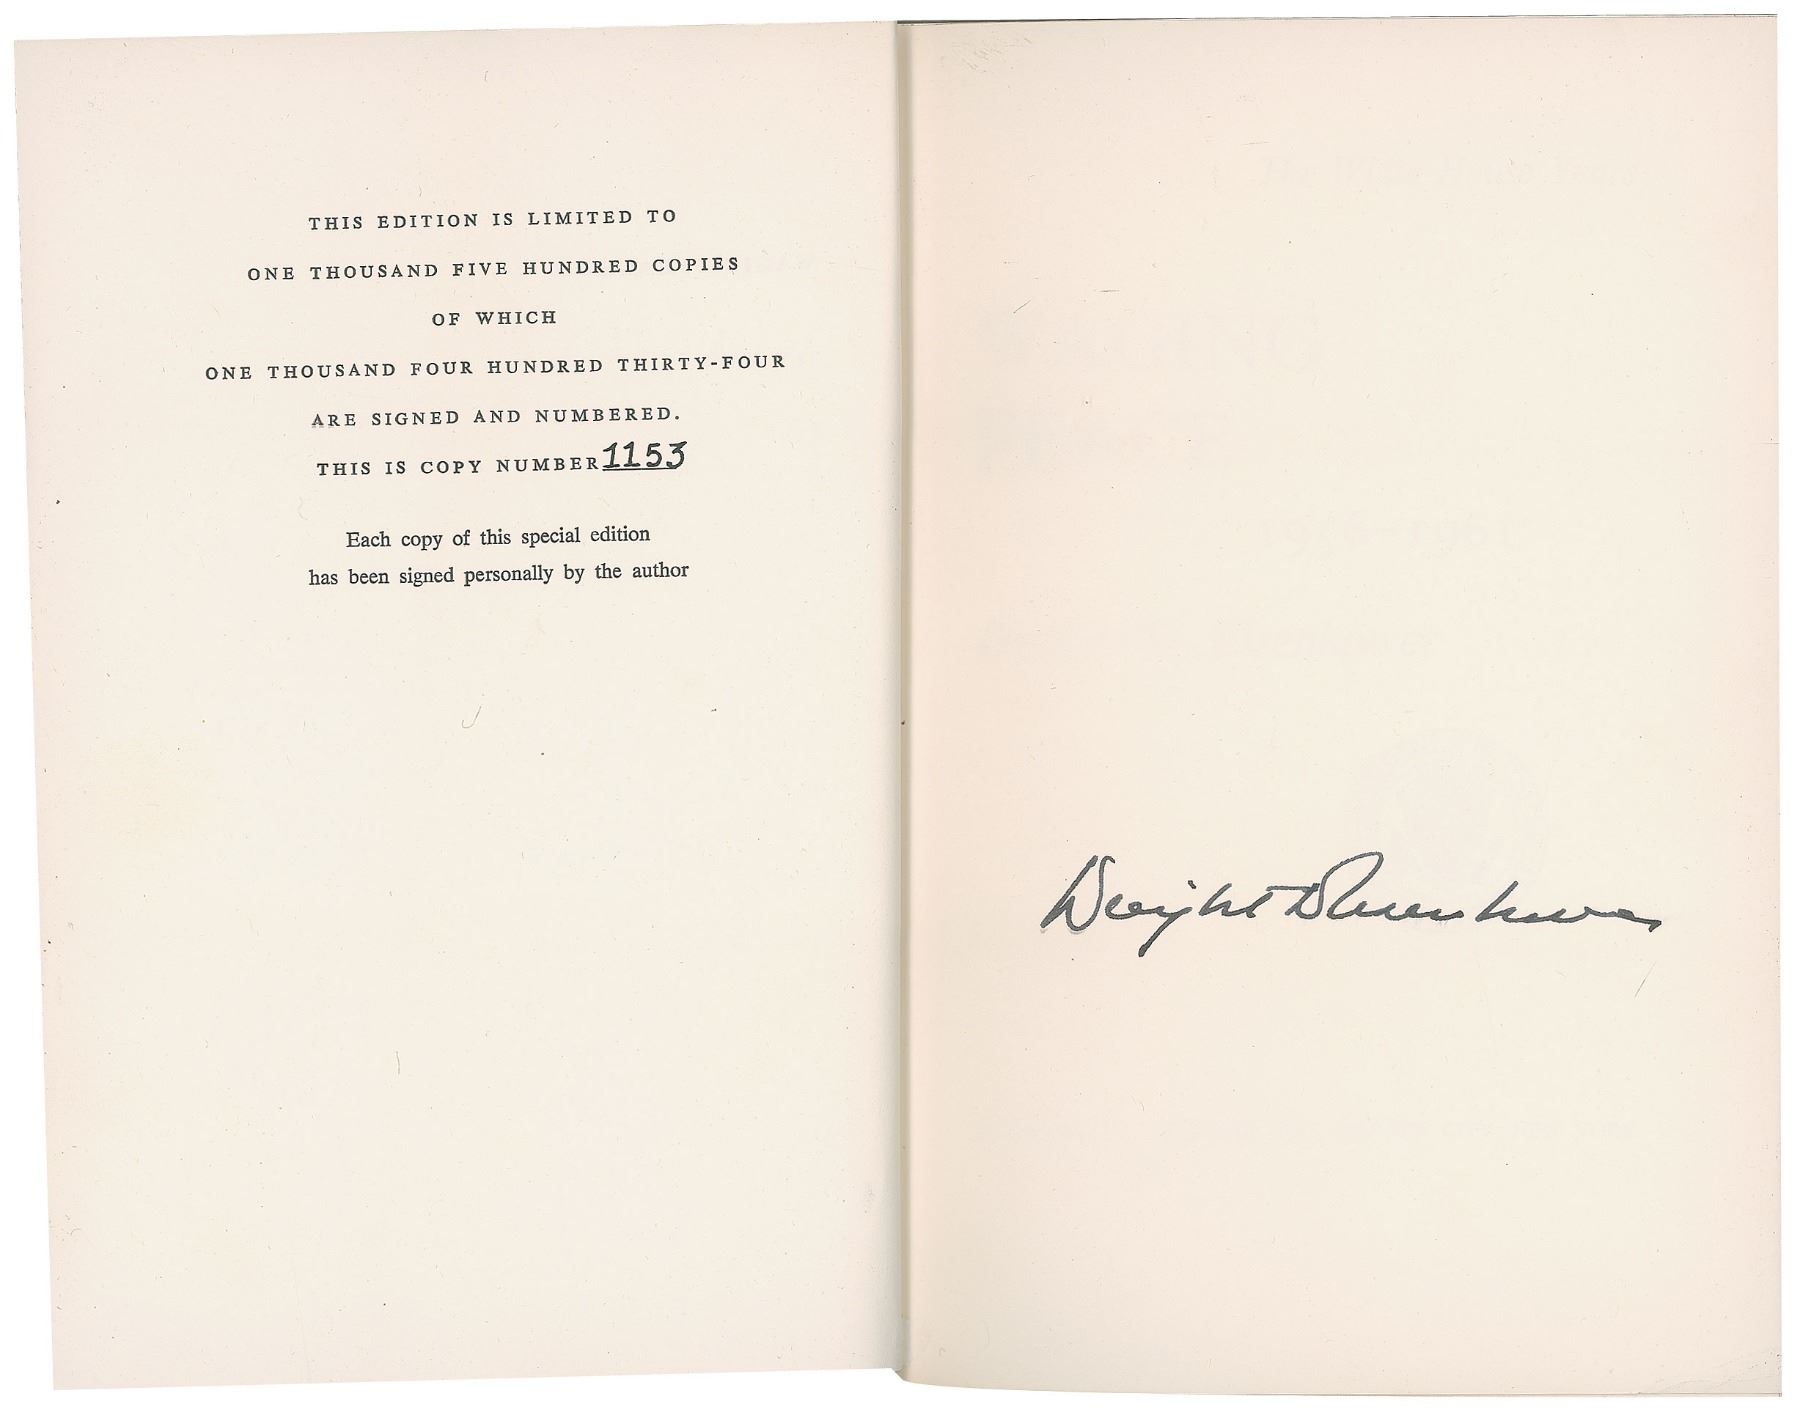 THIS EDITION IS LIMITED TO
ONE THOUSAND FIVE HUNDRED COPIES
OF WHICH
ONE THOUSAND FOUR HUNDRED THIRTY-FOUR
ARE SIGNED AND NUMBERED.
THIS IS COPY NUMBER 1153
Each copy of this special edition
has been signed personally by the author
Dwight D Eisenhower